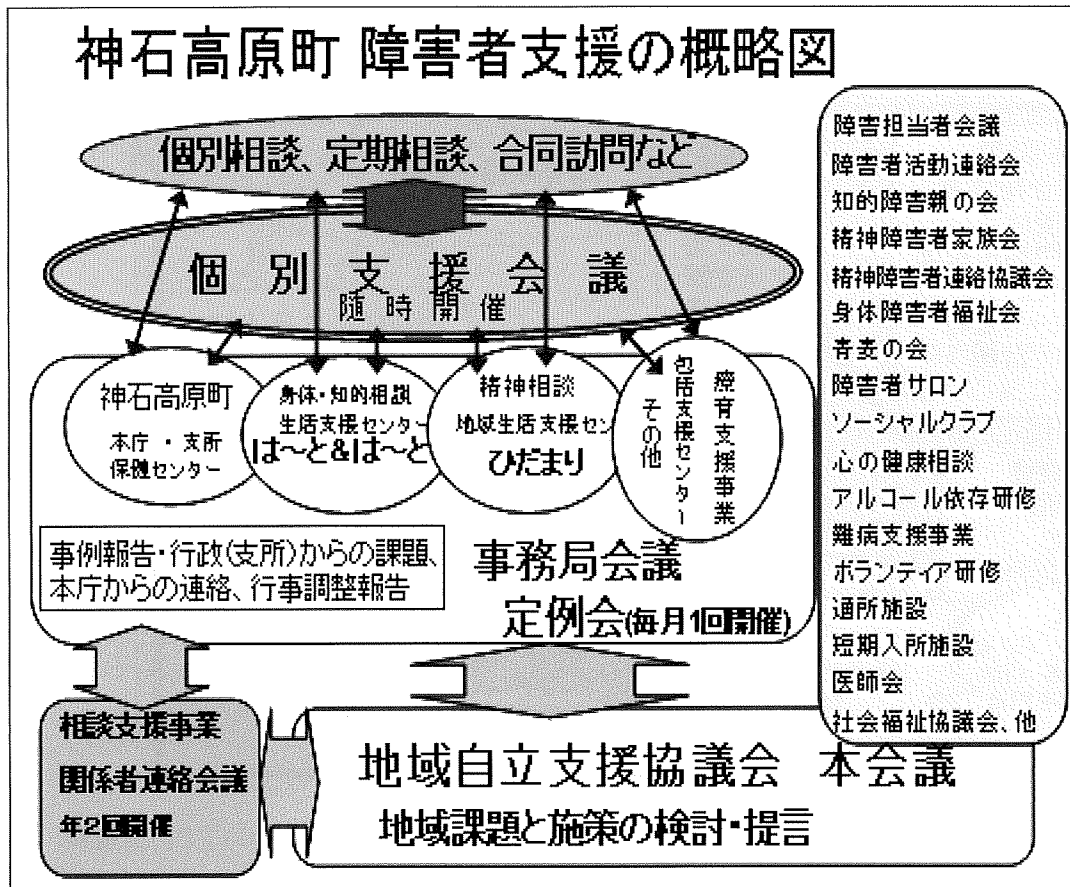 神石高原町 障害者支援の概略図
個別相談、定期相談、合同訪問など
個別支援会議
随時開催
神石高原町
本庁・支所
保健センター
身体・知的相談
生活支援センター
は～と&は～と
精神相談
地域生活支援セン
ひだまり
療育支援事業
包括支援センター
その他
事例報告・行政(支所)からの課題、
本庁からの連絡、行事調整報告
事務局会議
定例会(毎月1回開催)
相談支援事業
関係者連絡会議
年2回開催
地域自立支援協議会 本会議
地域課題と施策の検討・提言
障害担当者会議
障害者活動連絡会
知的障害親の会
精神障害者家族会
精神障害者連絡協議会
身体障害者福祉会
青麦の会
障害者サロン
ソーシャルクラブ
心の健康相談
アルコール依存研修
難病支援事業
ボランティア研修
通所施設
短期入所施設
医師会
社会福祉協議会、他